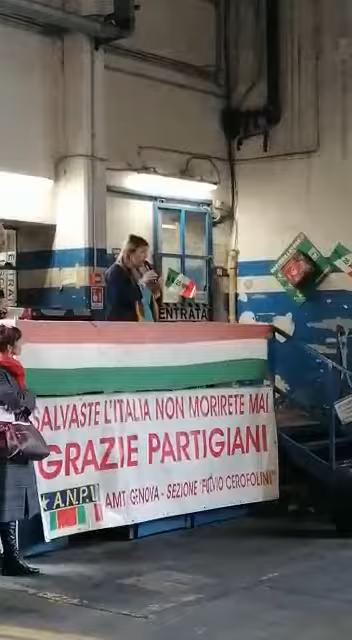 ENTRATA
SALVASTE L'ITALIA NON MORIRETE MAI
GRAZIE PARTIGIANI
A.N.P.I.
AMT GENOVA - SEZIONE "FULVIO CEROFOLINI"